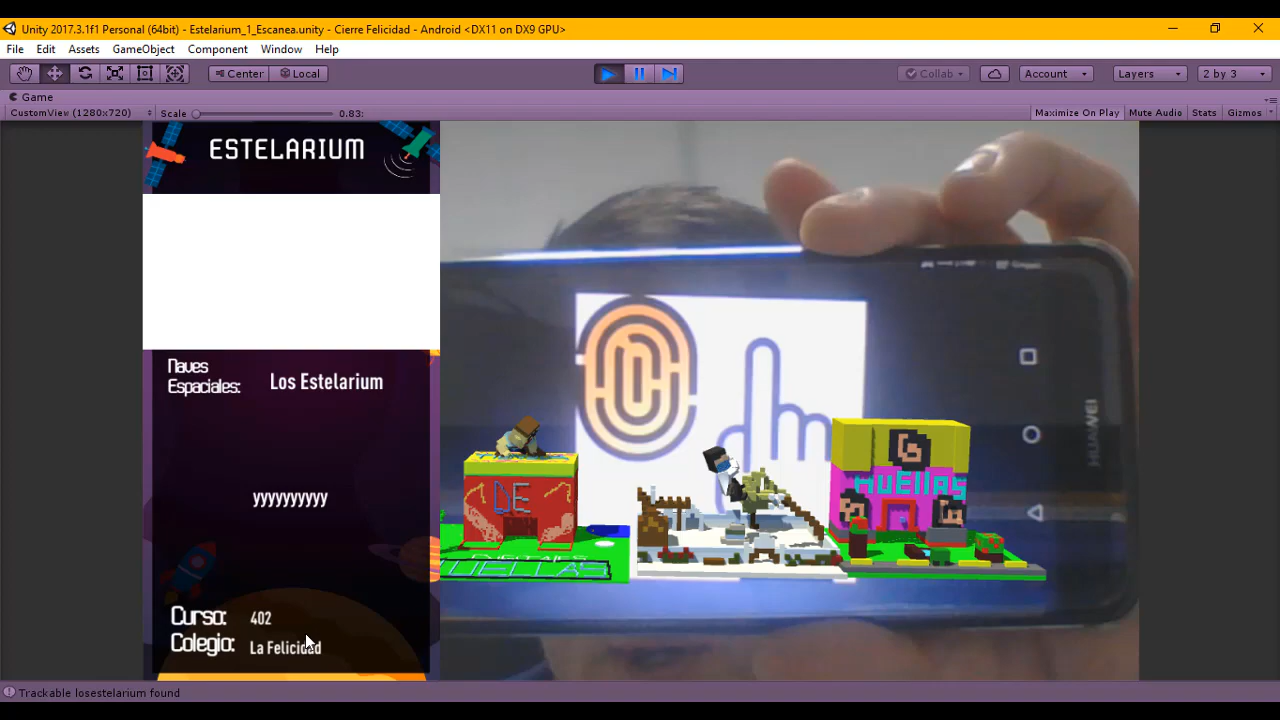 Unity 2017.3.1f1 Personal (64bit) - Estelarium_1_Escanea.unity - Cierre Felicidad - Android <DX11 on DX9 GPU>
File Edit Assets GameObject Component Window Help
Center Local Collab Account Layers 2 by 3
Game
CustomView (1280x720) Scale 0.83: Maximize On Play Mute Audio Stats Gizmos
ESTELARIUM
Naves
Espaciales:
Los Estelarium
yyyyyyyyyy
Curso: 402
Colegio: La Felicidad
DE
HUELLAS
HUELLAS
HUAWEI
Trackable losestelarium found